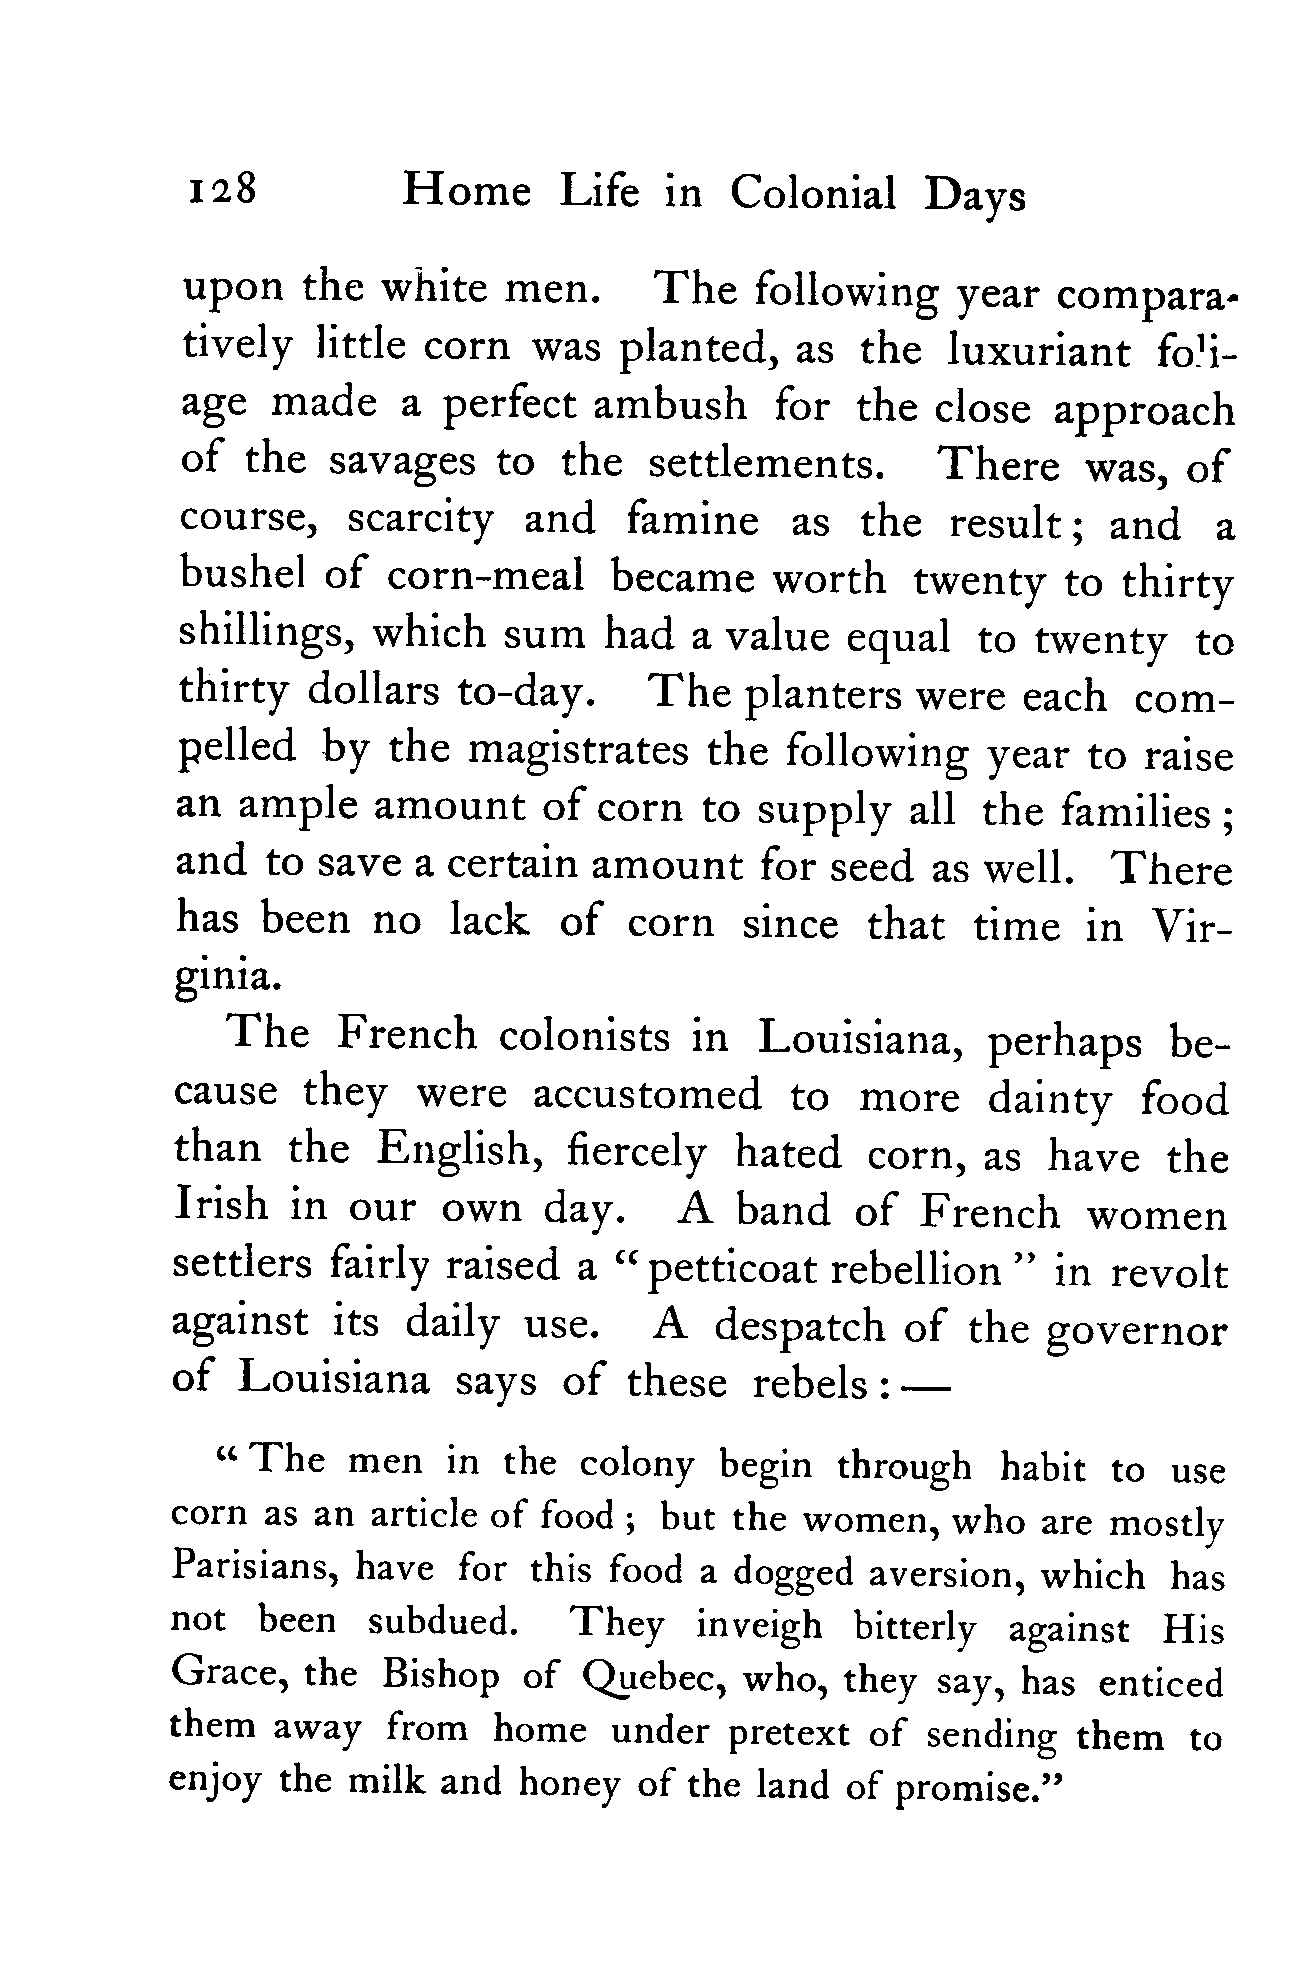 128 Home Life in Colonial Days
upon the white men. The following year compara-
tively little corn was planted, as the luxuriant foli-
age made a perfect ambush for the close approach
of the savages to the settlements. There was, of
course, scarcity and famine as the result; and a
bushel of corn-meal became worth twenty to thirty
shillings, which sum had a value equal to twenty to
thirty dollars to-day. The planters were each com-
pelled by the magistrates the following year to raise
an ample amount of corn to supply all the families;
and to save a certain amount for seed as well. There
has been no lack of corn since that time in Vir-
ginia.
The French colonists in Louisiana, perhaps be-
cause they were accustomed to more dainty food
than the English, fiercely hated corn, as have the
Irish in our own day. A band of French women
settlers fairly raised a "petticoat rebellion" in revolt
against its daily use. A despatch of the governor
of Louisiana says of these rebels:—
"The men in the colony begin through habit to use
corn as an article of food; but the women, who are mostly
Parisians, have for this food a dogged aversion, which has
not been subdued. They inveigh bitterly against His
Grace, the Bishop of Quebec, who, they say, has enticed
them away from home under pretext of sending them to
enjoy the milk and honey of the land of promise."